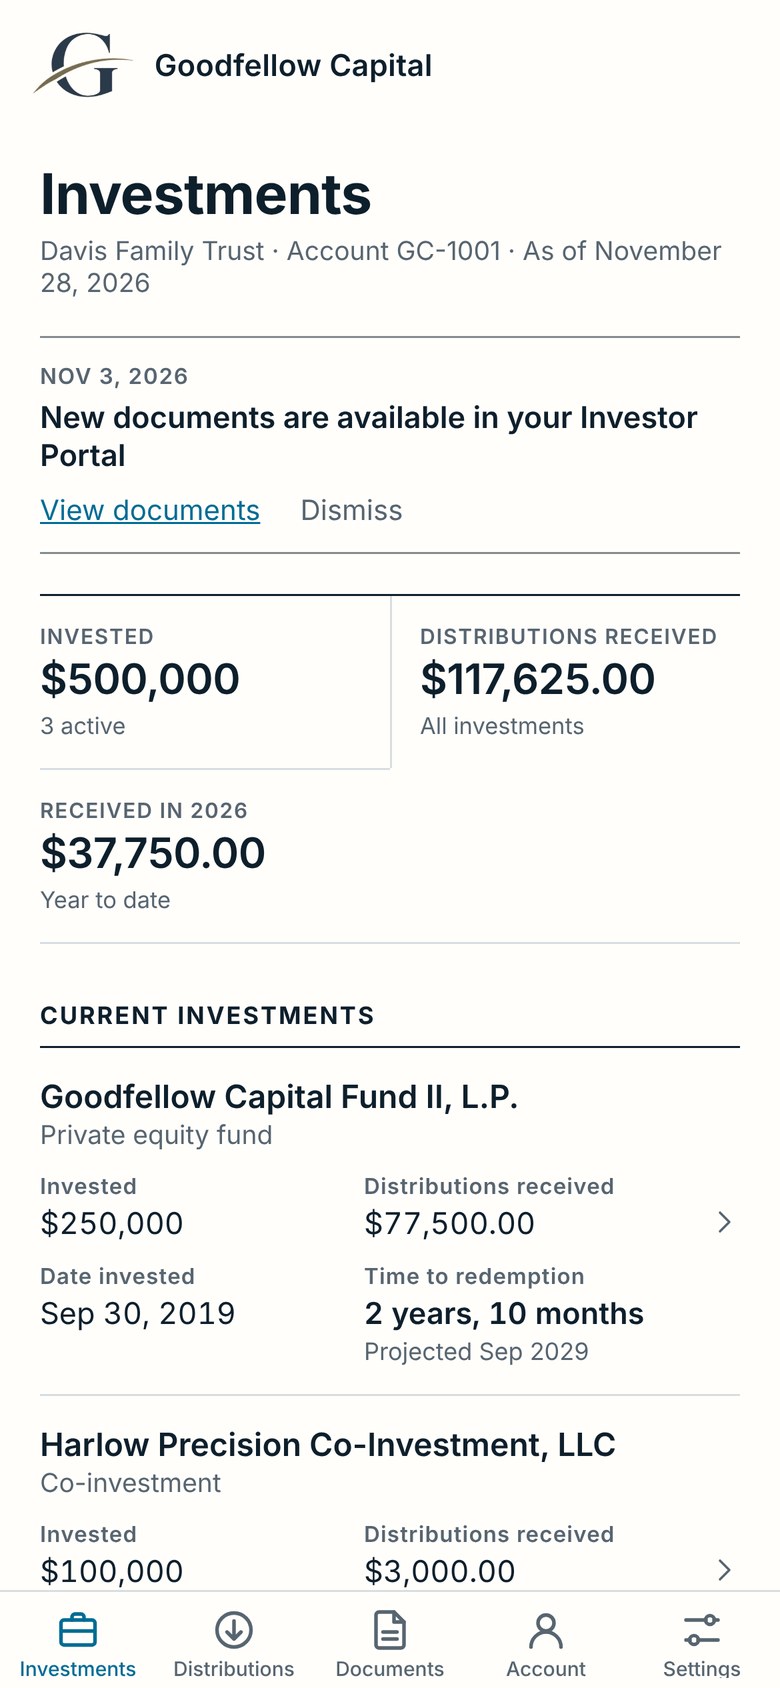 G
Goodfellow Capital
Investments
Davis Family Trust · Account GC-1001 · As of November
28, 2026
NOV 3, 2026
New documents are available in your Investor
Portal
View documents Dismiss
INVESTED
$500,000
3 active
DISTRIBUTIONS RECEIVED
$117,625.00
All investments
RECEIVED IN 2026
$37,750.00
Year to date
CURRENT INVESTMENTS
Goodfellow Capital Fund II, L.P.
Private equity fund
Invested
$250,000
Distributions received
$77,500.00
Date invested
Sep 30, 2019
Time to redemption
2 years, 10 months
Projected Sep 2029
Harlow Precision Co-Investment, LLC
Co-investment
Invested
$100,000
Distributions received
$3,000.00
Investments
Distributions
Documents
Account
Settings